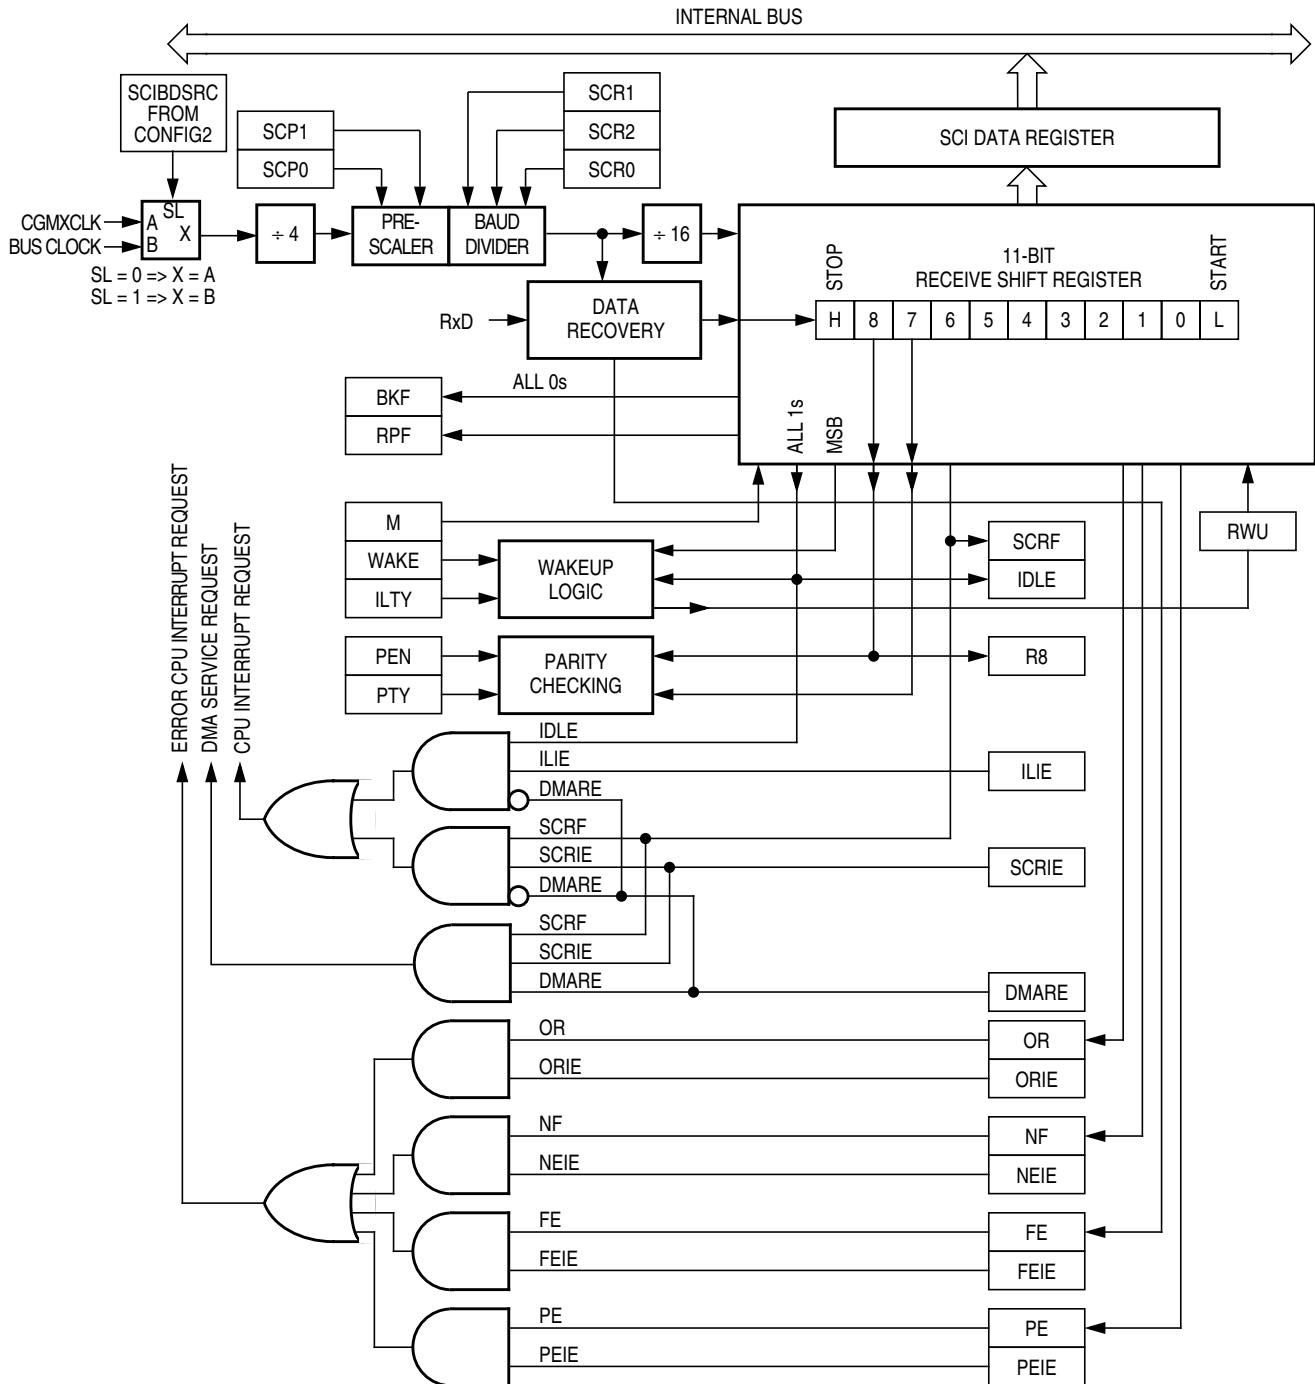 INTERNAL BUS
SCIBDSRC
FROM
CONFIG2
SCP1
SCP0
SCR1
SCR2
SCR0
SCI DATA REGISTER
CGMXCLK
BUS CLOCK
A
B
SL
X
SL = 0 => X = A
SL = 1 => X = B
÷ 4
PRE-
SCALER
BAUD
DIVIDER
÷ 16
RxD
DATA
RECOVERY
11-BIT
RECEIVE SHIFT REGISTER
STOP
START
H 8 7 6 5 4 3 2 1 0 L
ALL 0s
BKF
RPF
ALL 1s
MSB
M
WAKE
ILTY
WAKEUP
LOGIC
SCRF
IDLE
RWU
PEN
PTY
PARITY
CHECKING
R8
ERROR CPU INTERRUPT REQUEST
DMA SERVICE REQUEST
CPU INTERRUPT REQUEST
IDLE
ILIE
DMARE
ILIE
SCRF
SCRIE
DMARE
SCRIE
SCRF
SCRIE
DMARE
DMARE
OR
ORIE
OR
ORIE
NF
NEIE
NF
NEIE
FE
FEIE
FE
FEIE
PE
PEIE
PE
PEIE